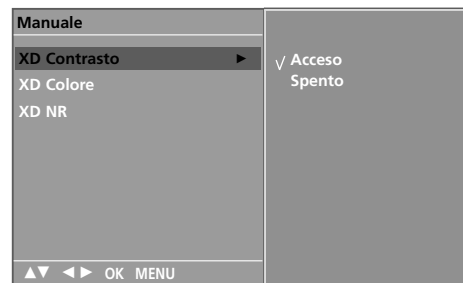 Manuale
XD Contrasto ►
XD Colore
XD NR
√ Acceso
Spento
▲▼ ◄► OK MENU